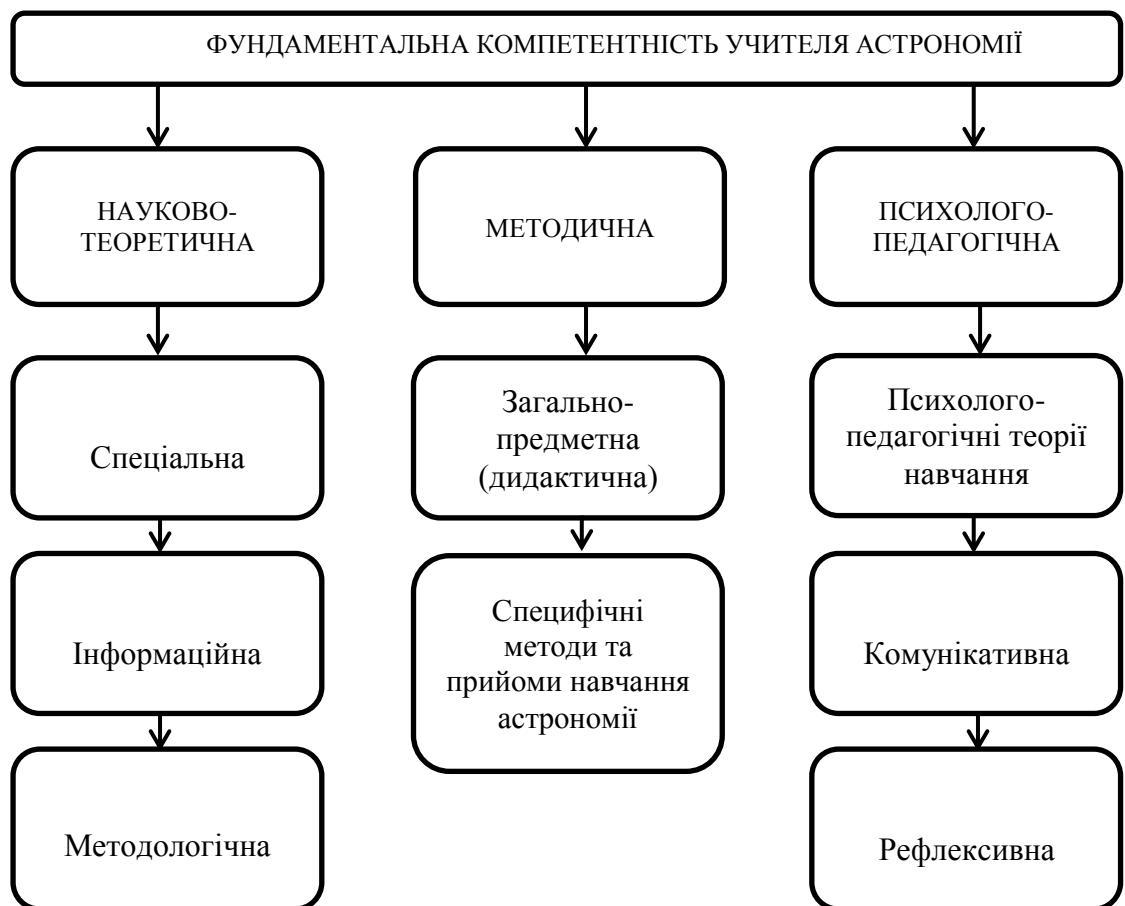 ФУНДАМЕНТАЛЬНА КОМПЕТЕНТНІСТЬ УЧИТЕЛЯ АСТРОНОМІЇ
НАУКОВО-
ТЕОРЕТИЧНА
МЕТОДИЧНА
ПСИХОЛОГО-
ПЕДАГОГІЧНА
Спеціальна
Загально-
предметна
(дидактична)
Психолого-
педагогічні теорії
навчання
Інформаційна
Специфічні
методи та
прийоми навчання
астрономії
Комунікативна
Методологічна
Рефлексивна